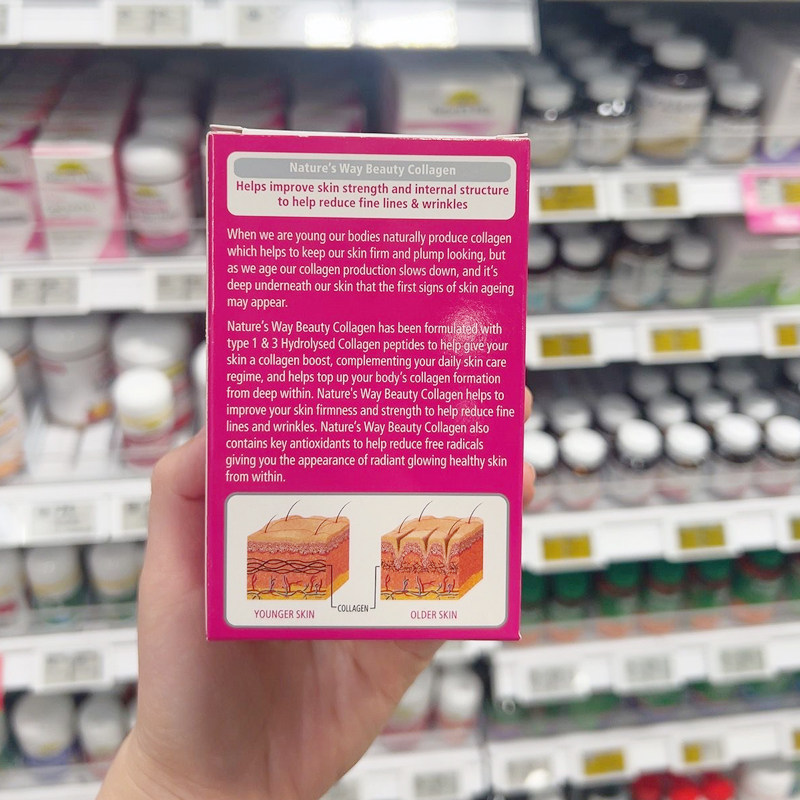 Nature's Way Beauty Collagen
Helps improve skin strength and internal structure
to help reduce fine lines & wrinkles
When we are young our bodies naturally produce collagen
which helps to keep our skin firm and plump looking, but
as we age our collagen production slows down, and it's
deep underneath our skin that the first signs of skin ageing
may appear.
Nature's Way Beauty Collagen has been formulated with
type 1 & 3 Hydrolysed Collagen peptides to help give your
skin a collagen boost, complementing your daily skin care
regime, and helps top up your body's collagen formation
from deep within. Nature's Way Beauty Collagen helps to
improve your skin firmness and strength to help reduce fine
lines and wrinkles. Nature's Way Beauty Collagen also
contains key antioxidants to help reduce free radicals
giving you the appearance of radiant glowing healthy skin
from within.
YOUNGER SKIN
COLLAGEN
OLDER SKIN